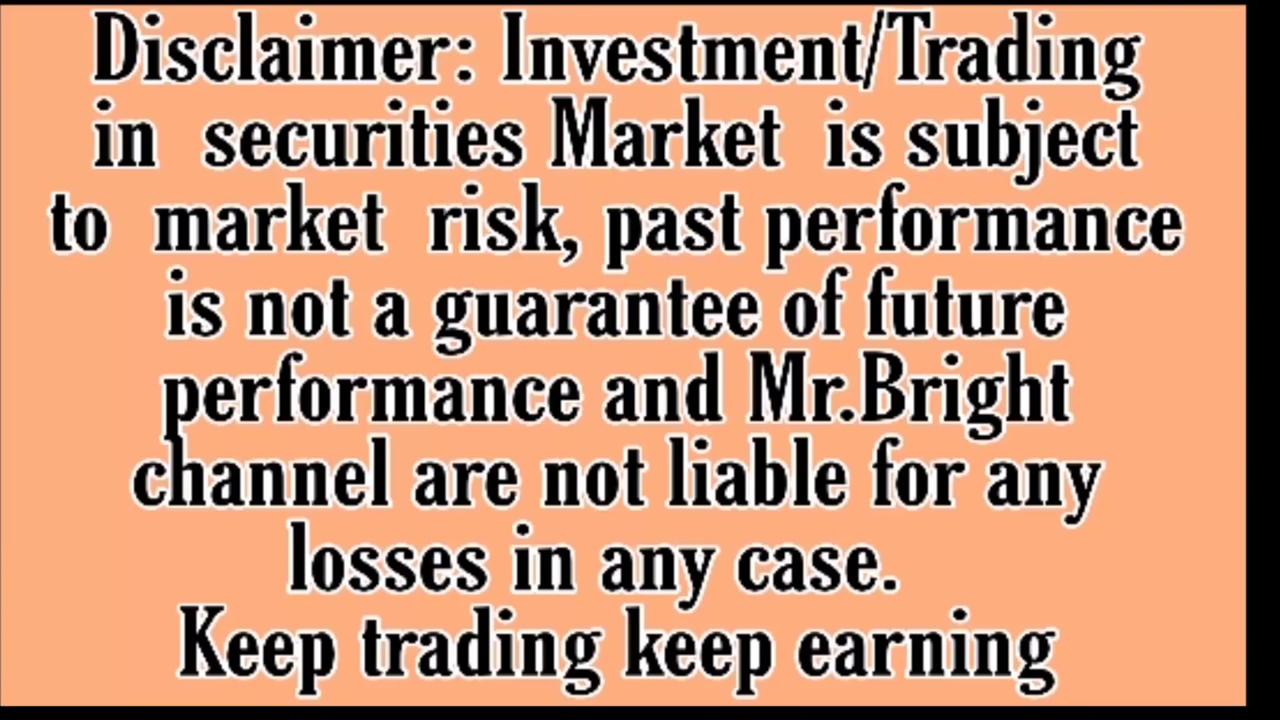 Disclaimer: Investment/Trading
in securities Market is subject
to market risk, past performance
is not a guarantee of future
performance and Mr.Bright
channel are not liable for any
losses in any case.
Keep trading keep earning